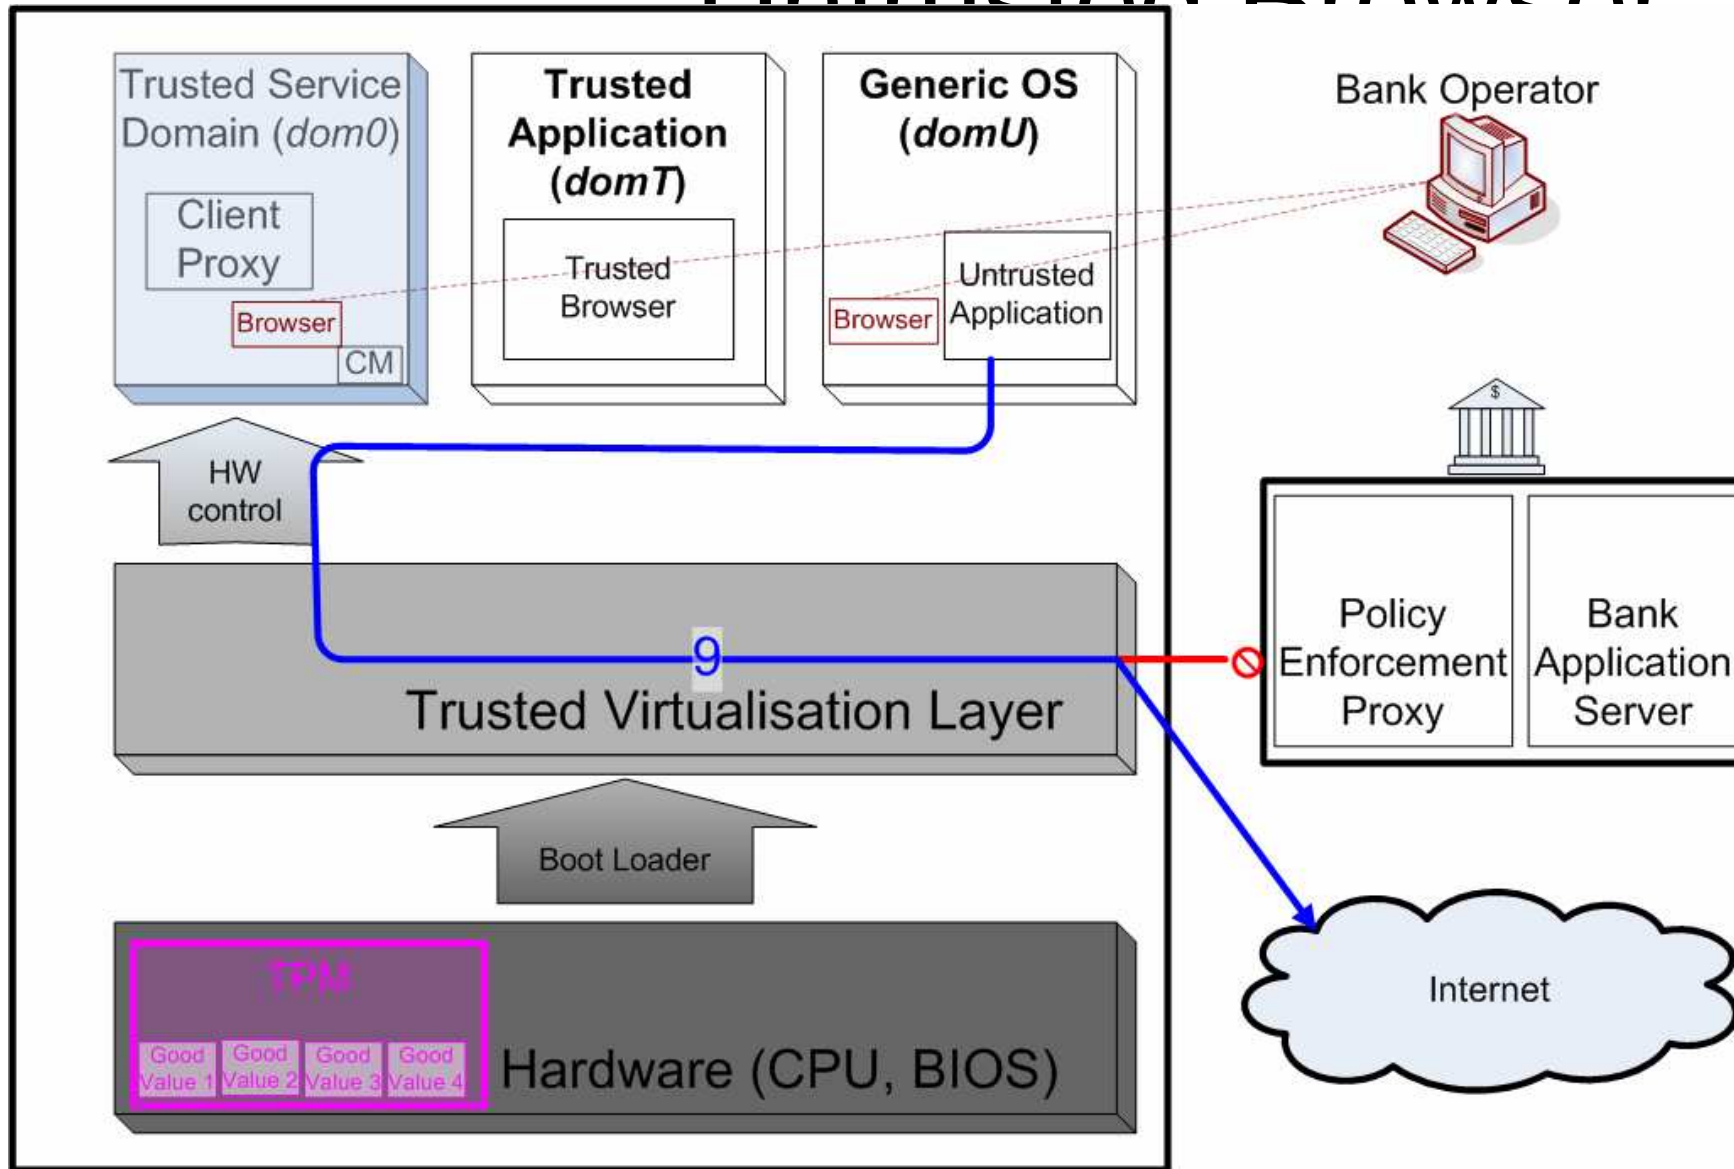 Trusted Service
Domain (dom0)
Client
Proxy
Browser
CM
Trusted
Application
(domT)
Trusted
Browser
Generic OS
(domU)
Browser
Untrusted
Application
Bank Operator
HW
control
9
Trusted Virtualisation Layer
Policy
Enforcement
Proxy
Bank
Application
Server
$
Boot Loader
Internet
TPM
Good
Value 1
Good
Value 2
Good
Value 3
Good
Value 4
Hardware (CPU, BIOS)